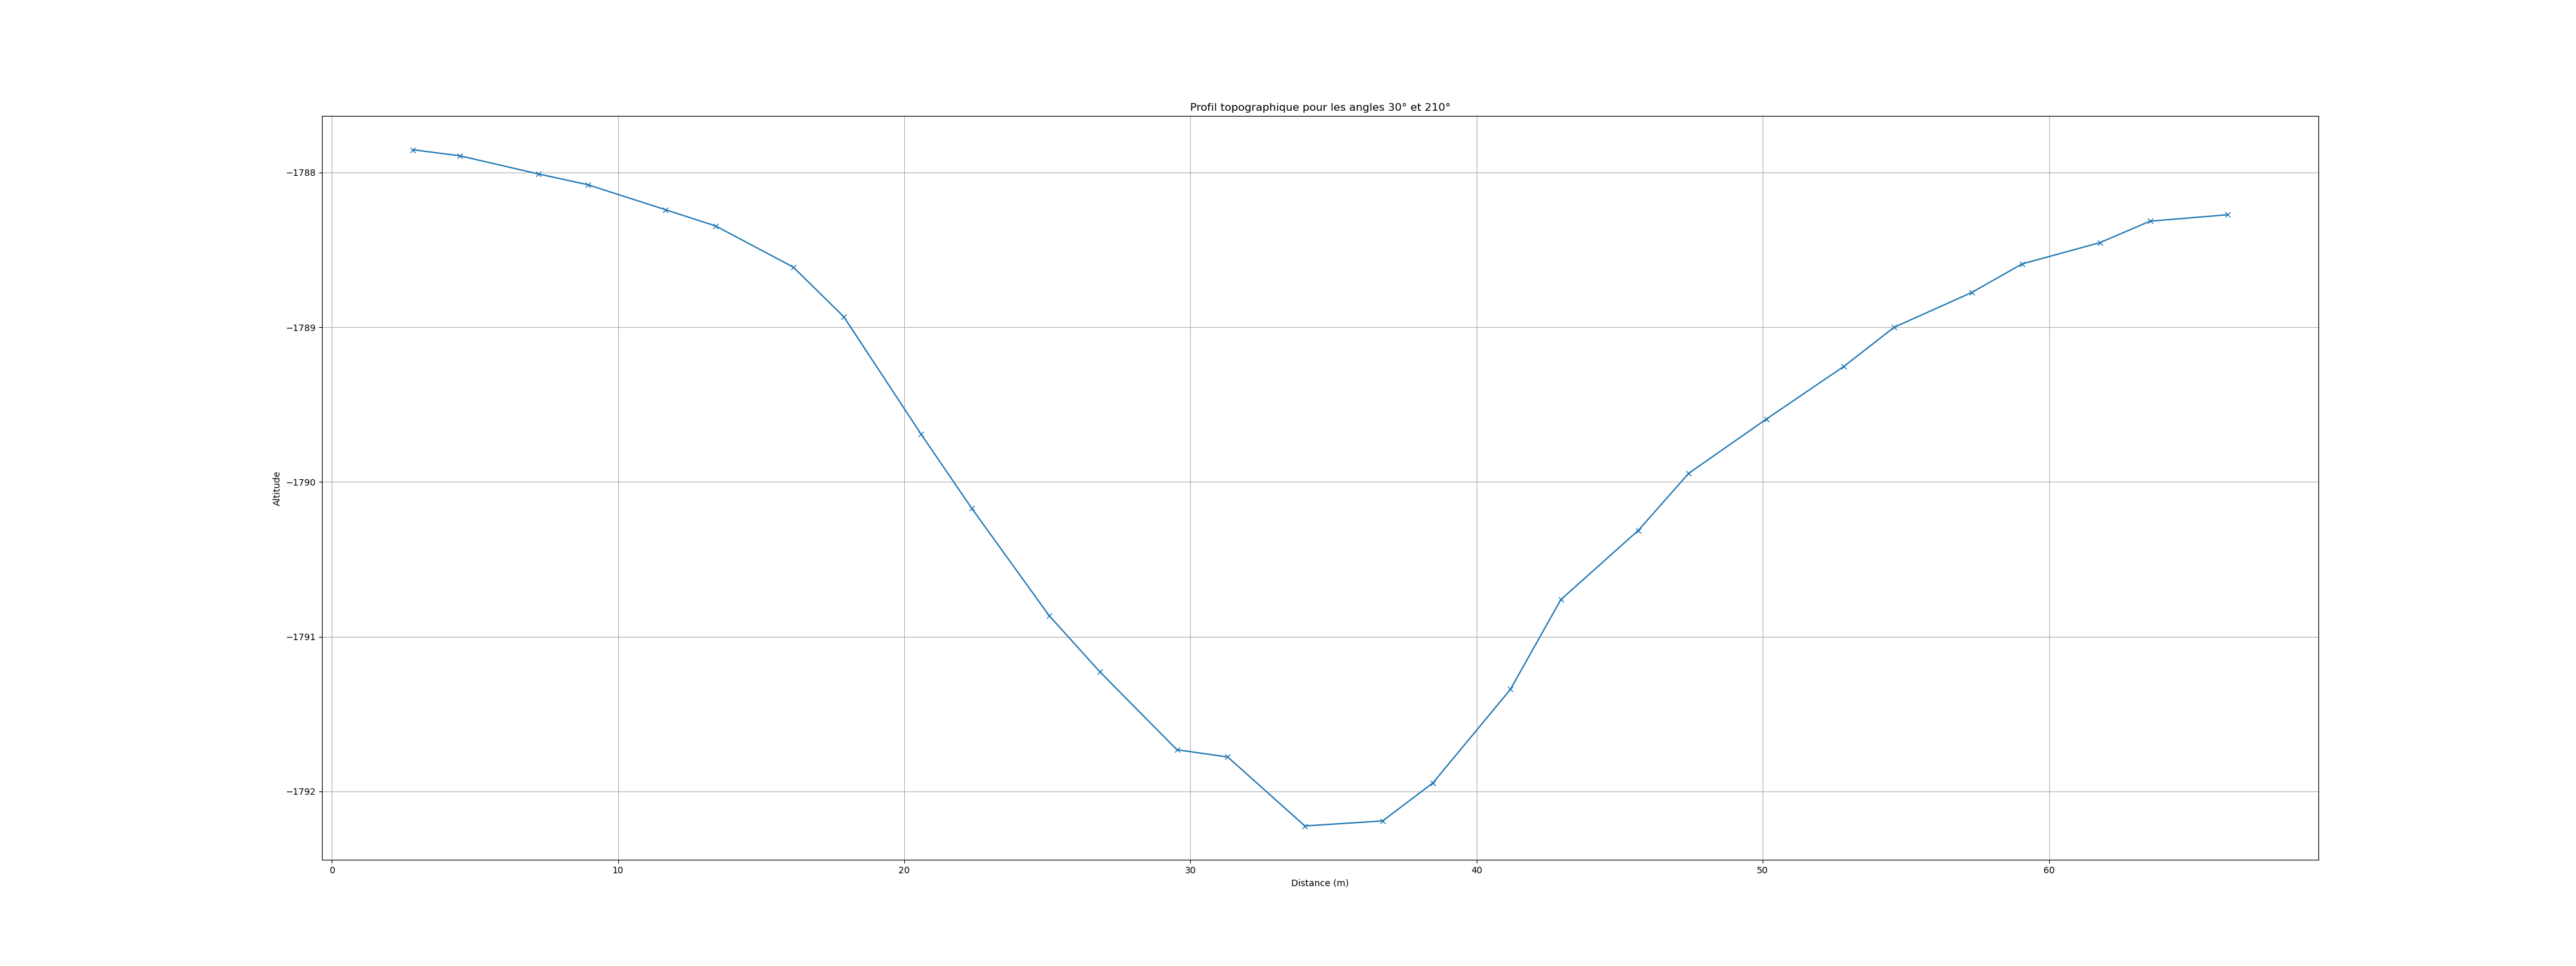 Profil topographique pour les angles 30° et 210°
−1788
−1789
−1790
−1791
−1792
Altitude
0 10 20 30 40 50 60
Distance (m)